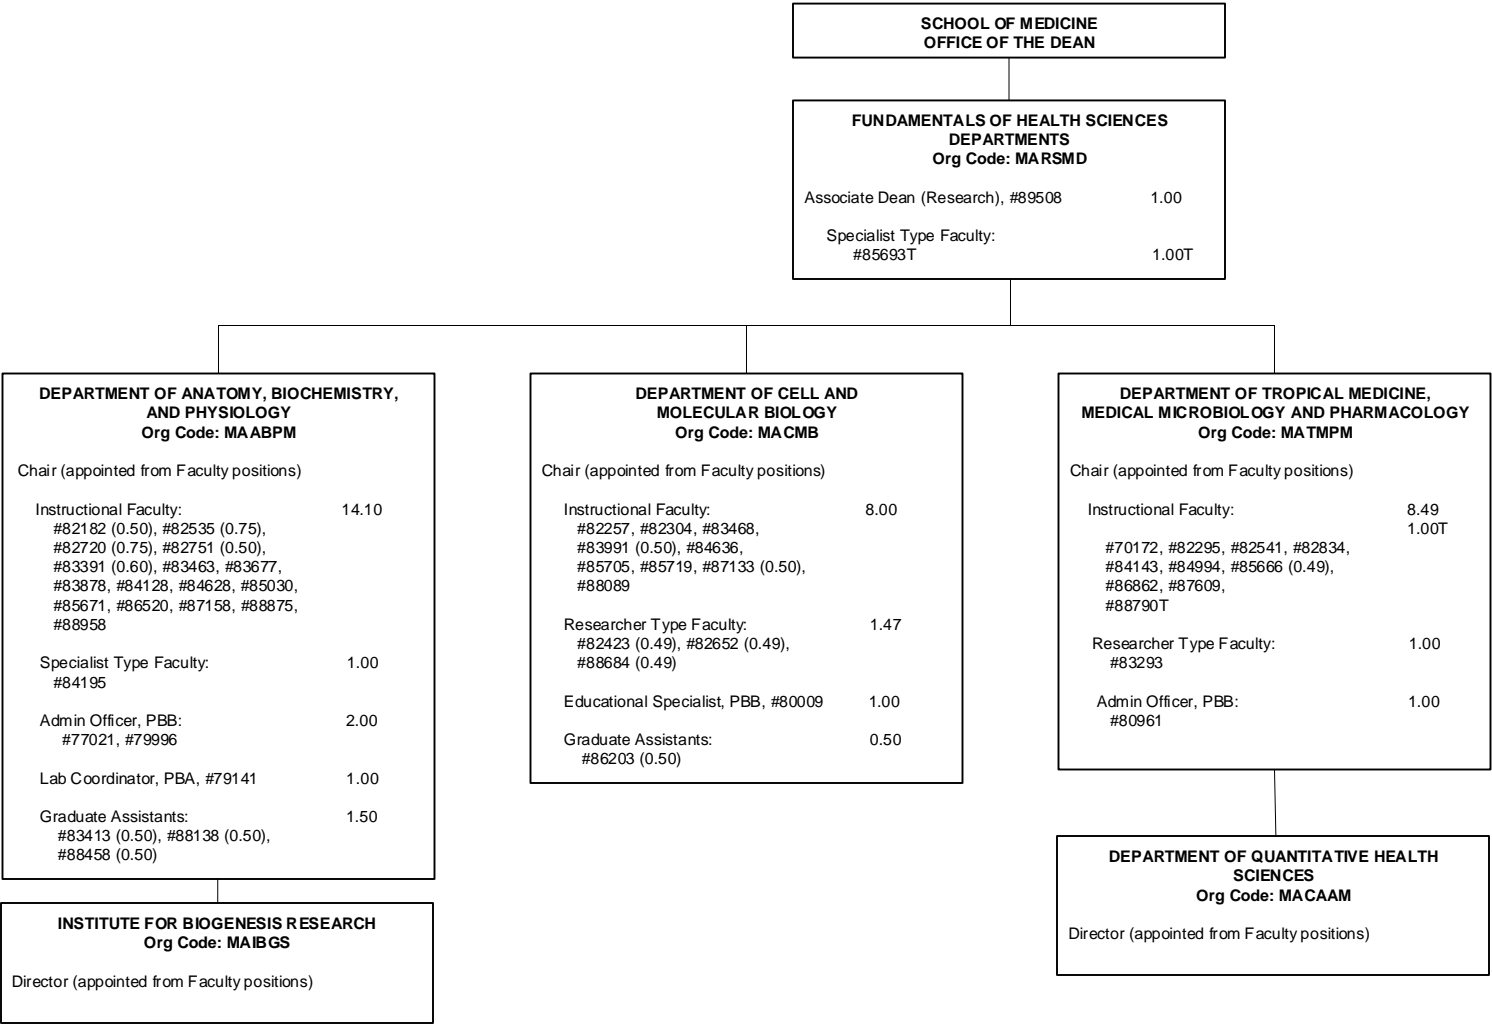 SCHOOL OF MEDICINE
OFFICE OF THE DEAN
FUNDAMENTALS OF HEALTH SCIENCES
DEPARTMENTS
Org Code: MARSMD
Associate Dean (Research), #89508 1.00
Specialist Type Faculty:
#85693T 1.00T
DEPARTMENT OF ANATOMY, BIOCHEMISTRY,
AND PHYSIOLOGY
Org Code: MAABPM
Chair (appointed from Faculty positions)
Instructional Faculty: 14.10
#82182 (0.50), #82535 (0.75),
#82720 (0.75), #82751 (0.50),
#83391 (0.60), #83463, #83677,
#83878, #84128, #84628, #85030,
#85671, #86520, #87158, #88875,
#88958
Specialist Type Faculty: 1.00
#84195
Admin Officer, PBB: 2.00
#77021, #79996
Lab Coordinator, PBA, #79141 1.00
Graduate Assistants: 1.50
#83413 (0.50), #88138 (0.50),
#88458 (0.50)
INSTITUTE FOR BIOGENESIS RESEARCH
Org Code: MAIBGS
Director (appointed from Faculty positions)
DEPARTMENT OF CELL AND
MOLECULAR BIOLOGY
Org Code: MACMB
Chair (appointed from Faculty positions)
Instructional Faculty: 8.00
#82257, #82304, #83468,
#83991 (0.50), #84636,
#85705, #85719, #87133 (0.50),
#88089
Researcher Type Faculty: 1.47
#82423 (0.49), #82652 (0.49),
#88684 (0.49)
Educational Specialist, PBB, #80009 1.00
Graduate Assistants: 0.50
#86203 (0.50)
DEPARTMENT OF TROPICAL MEDICINE,
MEDICAL MICROBIOLOGY AND PHARMACOLOGY
Org Code: MATMPM
Chair (appointed from Faculty positions)
Instructional Faculty: 8.49
1.00T
#70172, #82295, #82541, #82834,
#84143, #84994, #85666 (0.49),
#86862, #87609,
#88790T
Researcher Type Faculty: 1.00
#83293
Admin Officer, PBB: 1.00
#80961
DEPARTMENT OF QUANTITATIVE HEALTH
SCIENCES
Org Code: MACAAM
Director (appointed from Faculty positions)